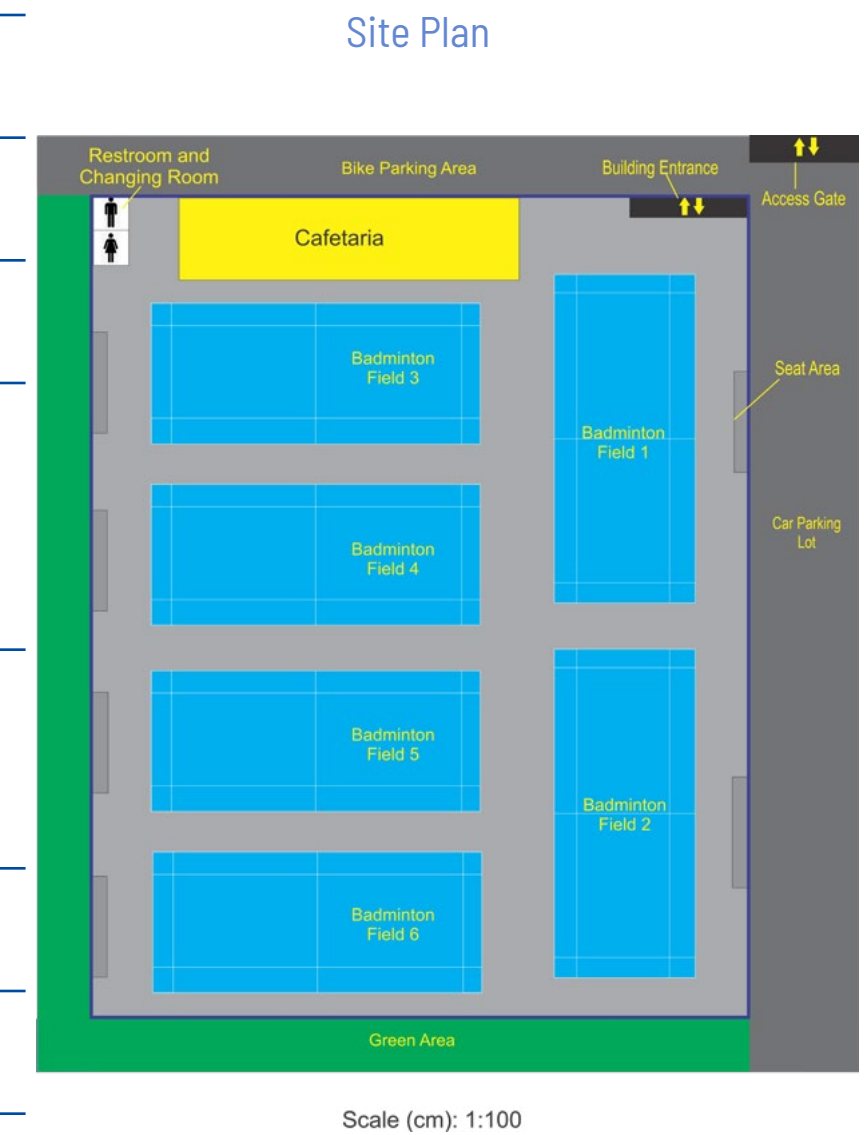 Site Plan
Restroom and
Changing Room
Bike Parking Area
Building Entrance
Access Gate
Cafetaria
Badminton
Field 3
Seat Area
Badminton
Field 1
Car Parking
Lot
Badminton
Field 4
Badminton
Field 5
Badminton
Field 2
Badminton
Field 6
Green Area
Scale (cm): 1:100